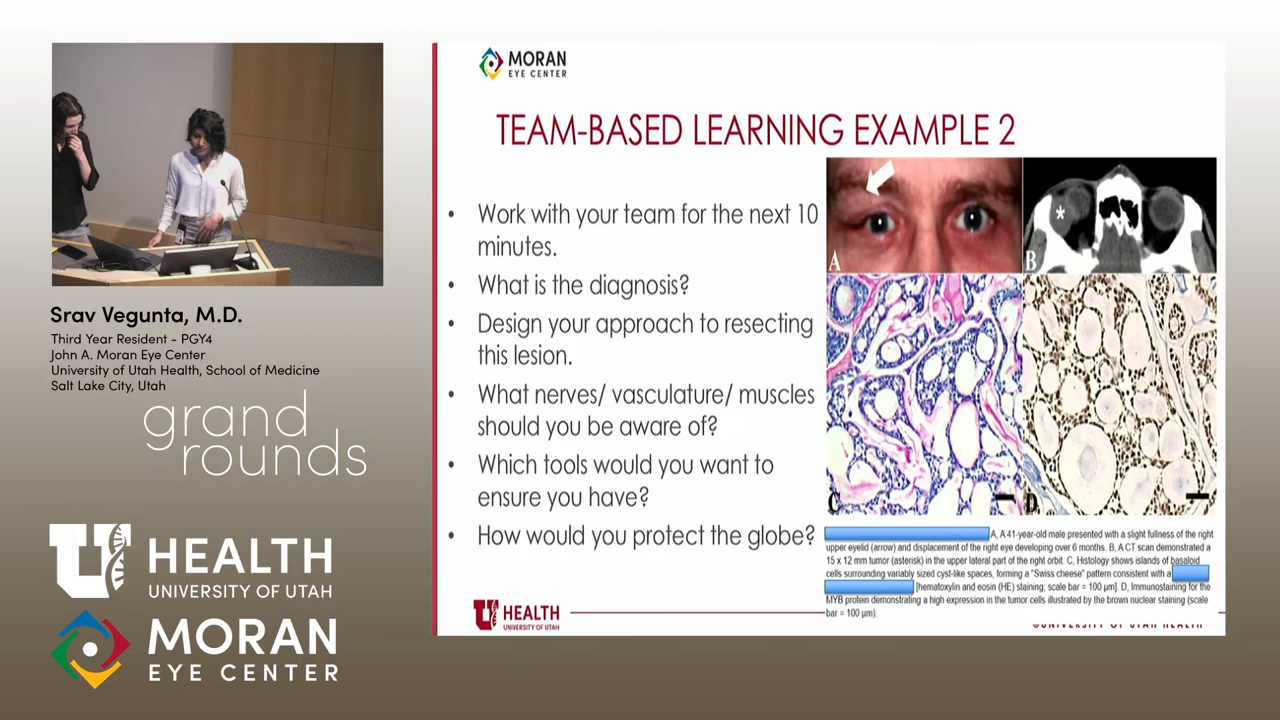 Srav Vegunta, M.D.
Third Year Resident - PGY4
John A. Moran Eye Center
University of Utah Health, School of Medicine
Salt Lake City, Utah
grand
rounds
U HEALTH
UNIVERSITY OF UTAH
MORAN
EYE CENTER
MORAN
EYE CENTER
TEAM-BASED LEARNING EXAMPLE 2
• Work with your team for the next 10
minutes.
• What is the diagnosis?
• Design your approach to resecting
this lesion.
• What nerves/ vasculature/ muscles
should you be aware of?
• Which tools would you want to
ensure you have?
• How would you protect the globe?
A
B
*
C
D
A, A 41-year-old male presented with a slight fullness of the right
upper eyelid (arrow) and displacement of the right eye developing over 6 months. B, A CT scan demonstrated a
15 x 12 mm tumor (asterisk) in the upper lateral part of the right orbit. C, Histology shows islands of basaloid
cells surrounding variably sized cyst-like spaces, forming a "Swiss cheese" pattern consistent with a
[hematoxylin and eosin (HE) staining; scale bar = 100 µm]. D, Immunostaining for the
MYB protein demonstrating a high expression in the tumor cells illustrated by the brown nuclear staining (scale
bar = 100 µm).
U HEALTH
UNIVERSITY OF UTAH
©UNIVERSITY OF UTAH HEALTH